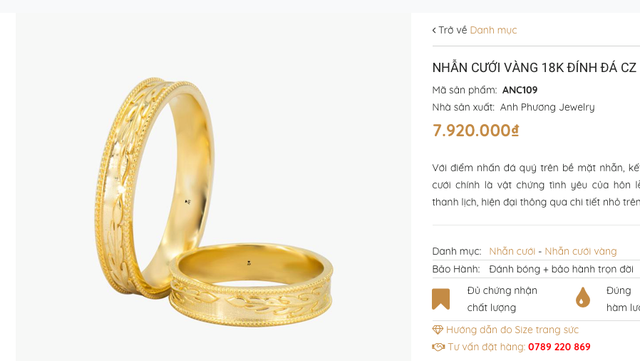 Trở về Danh mục
NHẪN CƯỚI VÀNG 18K ĐÍNH ĐÁ CZ
Mã sản phẩm: ANC109
Nhà sản xuất: Anh Phương Jewelry
7.920.000₫
Với điểm nhấn đá quý trên bề mặt nhẫn,
cưới chính là vật chứng tình yêu của hôn
thanh lịch, hiện đại thông qua chi tiết nhỏ
Danh mục: Nhẫn cưới - Nhẫn cưới vàng
Bảo Hành: Đánh bóng + bảo hành trọn đời
Đủ chứng nhận
chất lượng
Đúng
hàm
Hướng dẫn đo Size trang sức
Tư vấn đặt hàng: 0789 220 869